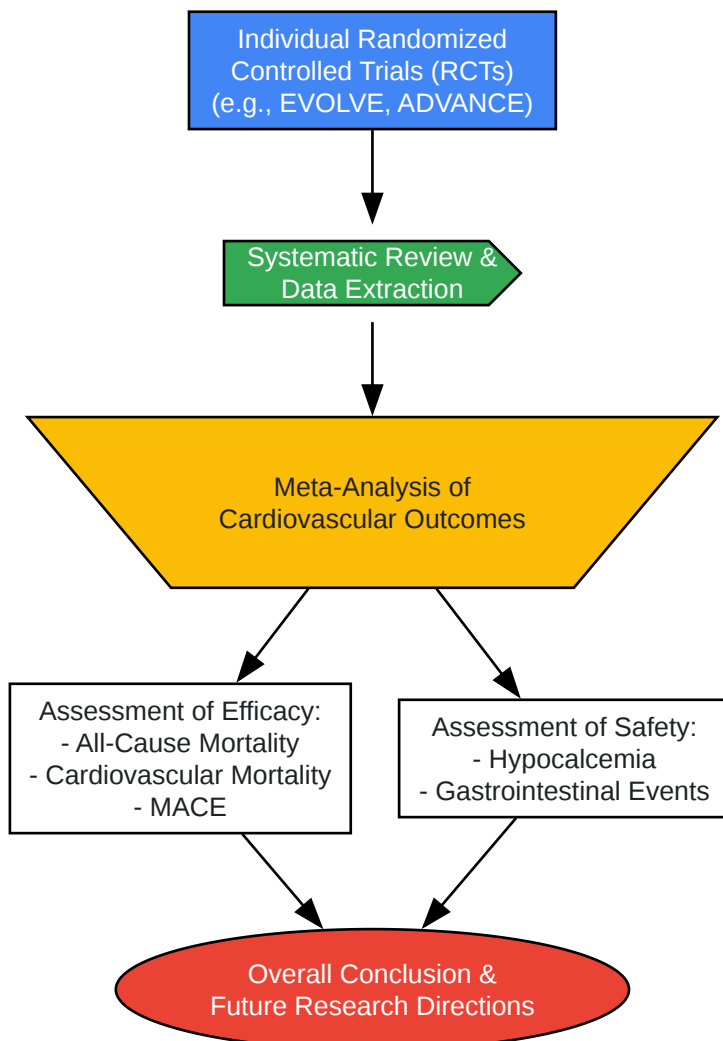 Individual Randomized
Controlled Trials (RCTs)
(e.g., EVOLVE, ADVANCE)
Systematic Review &
Data Extraction
Meta-Analysis of
Cardiovascular Outcomes
Assessment of Efficacy:
- All-Cause Mortality
- Cardiovascular Mortality
- MACE
Assessment of Safety:
- Hypocalcemia
- Gastrointestinal Events
Overall Conclusion &
Future Research Directions